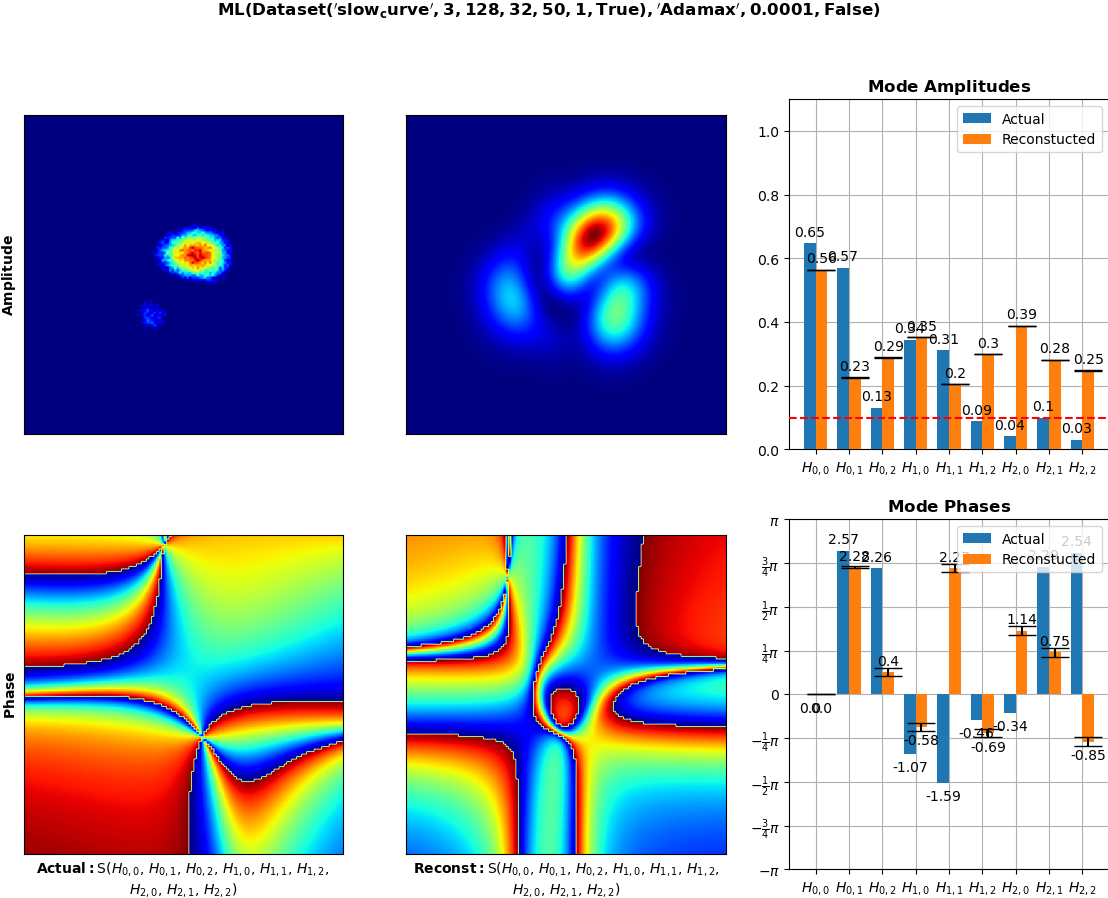 ML(Dataset('slow_curve', 3, 128, 32, 50, 1, True), 'Adamax', 0.0001, False)
Amplitude
Mode Amplitudes
Actual
Reconstucted
1.0
0.8
0.6
0.4
0.2
0.0
0.65
0.56
0.57
0.23
0.13
0.29
0.34
0.35
0.31
0.2
0.09
0.3
0.04
0.39
0.1
0.28
0.03
0.25
H0,0 H0,1 H0,2 H1,0 H1,1 H1,2 H2,0 H2,1 H2,2
Phase
Mode Phases
Actual
Reconstucted
π
3/4π
1/2π
1/4π
0
−1/4π
−1/2π
−3/4π
−π
0.0
0.0
2.57
2.28
2.26
0.4
-1.07
-0.58
-1.59
-0.46
-0.69
-0.34
1.14
0.75
2.54
-0.85
H0,0 H0,1 H0,2 H1,0 H1,1 H1,2 H2,0 H2,1 H2,2
Actual: S(H0,0, H0,1, H0,2, H1,0, H1,1, H1,2,
H2,0, H2,1, H2,2)
Reconst: S(H0,0, H0,1, H0,2, H1,0, H1,1, H1,2,
H2,0, H2,1, H2,2)